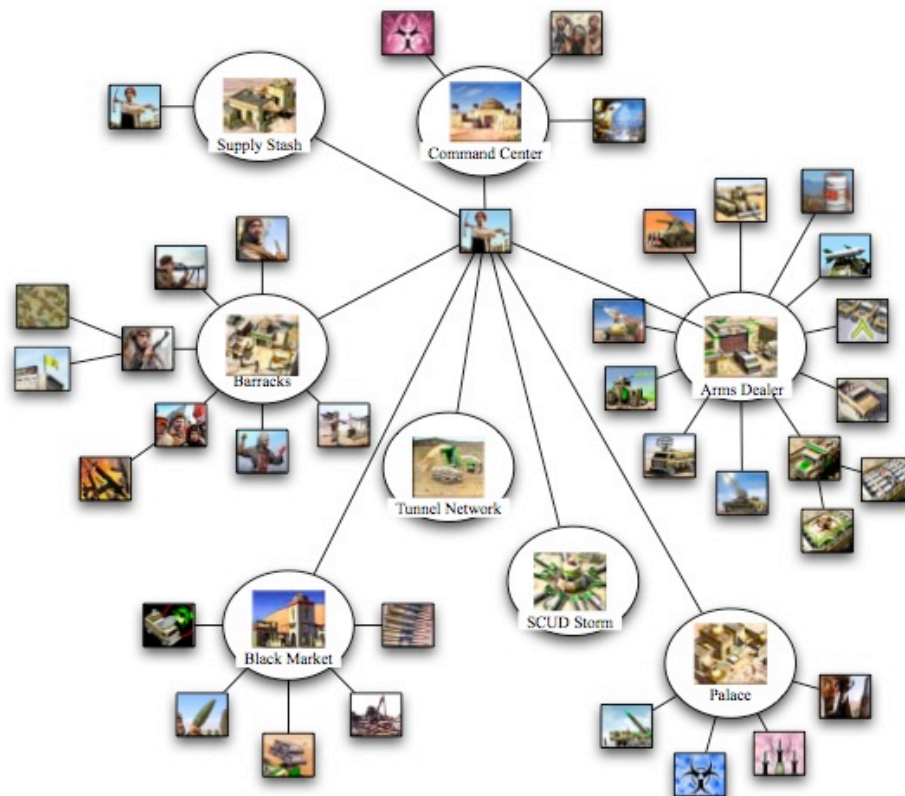 Supply Stash
Command Center
Barracks
Arms Dealer
Tunnel Network
SCUD Storm
Black Market
Palace